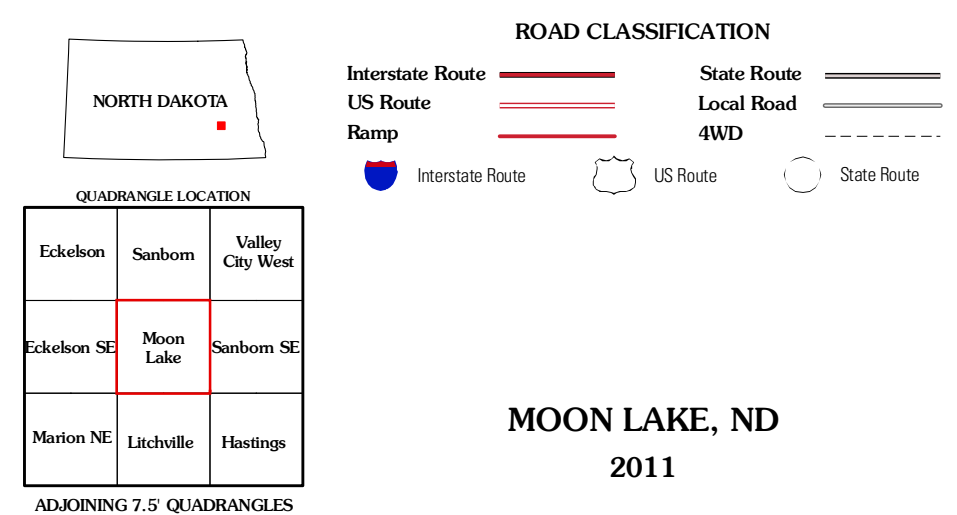 NORTH DAKOTA
QUADRANGLE LOCATION
Eckelson
Sanborn
Valley
City West
Eckelson SE
Moon
Lake
Sanborn SE
Marion NE
Litchville
Hastings
ADJOINING 7.5' QUADRANGLES
ROAD CLASSIFICATION
Interstate Route
State Route
US Route
Local Road
Ramp
4WD
Interstate Route
US Route
State Route
MOON LAKE, ND
2011